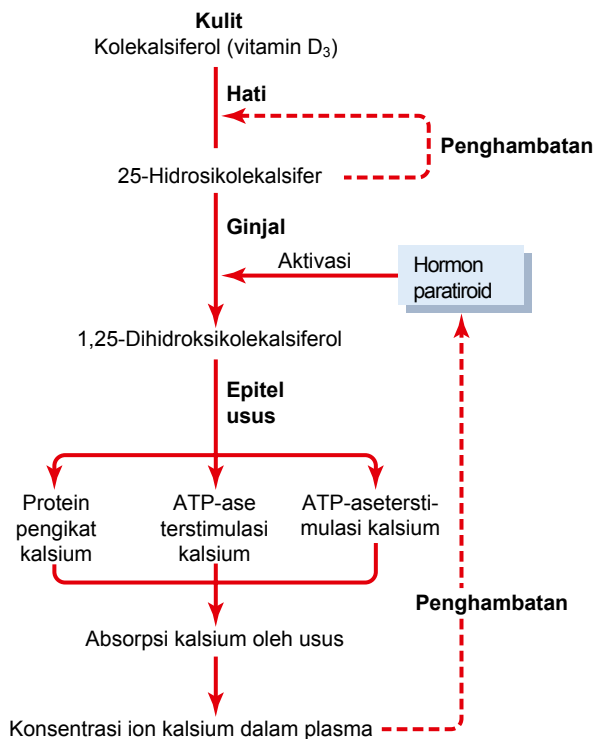 Kulit
Kolekalsiferol (vitamin D₃)
Hati
Penghambatan
25-Hidrosikolekalsifer
Ginjal
Aktivasi
Hormon
paratiroid
1,25-Dihidroksikolekalsiferol
Epitel
usus
Protein
pengikat
kalsium
ATP-ase
terstimulasi
kalsium
ATP-asetersti-
mulasi kalsium
Penghambatan
Absorpsi kalsium oleh usus
Konsentrasi ion kalsium dalam plasma